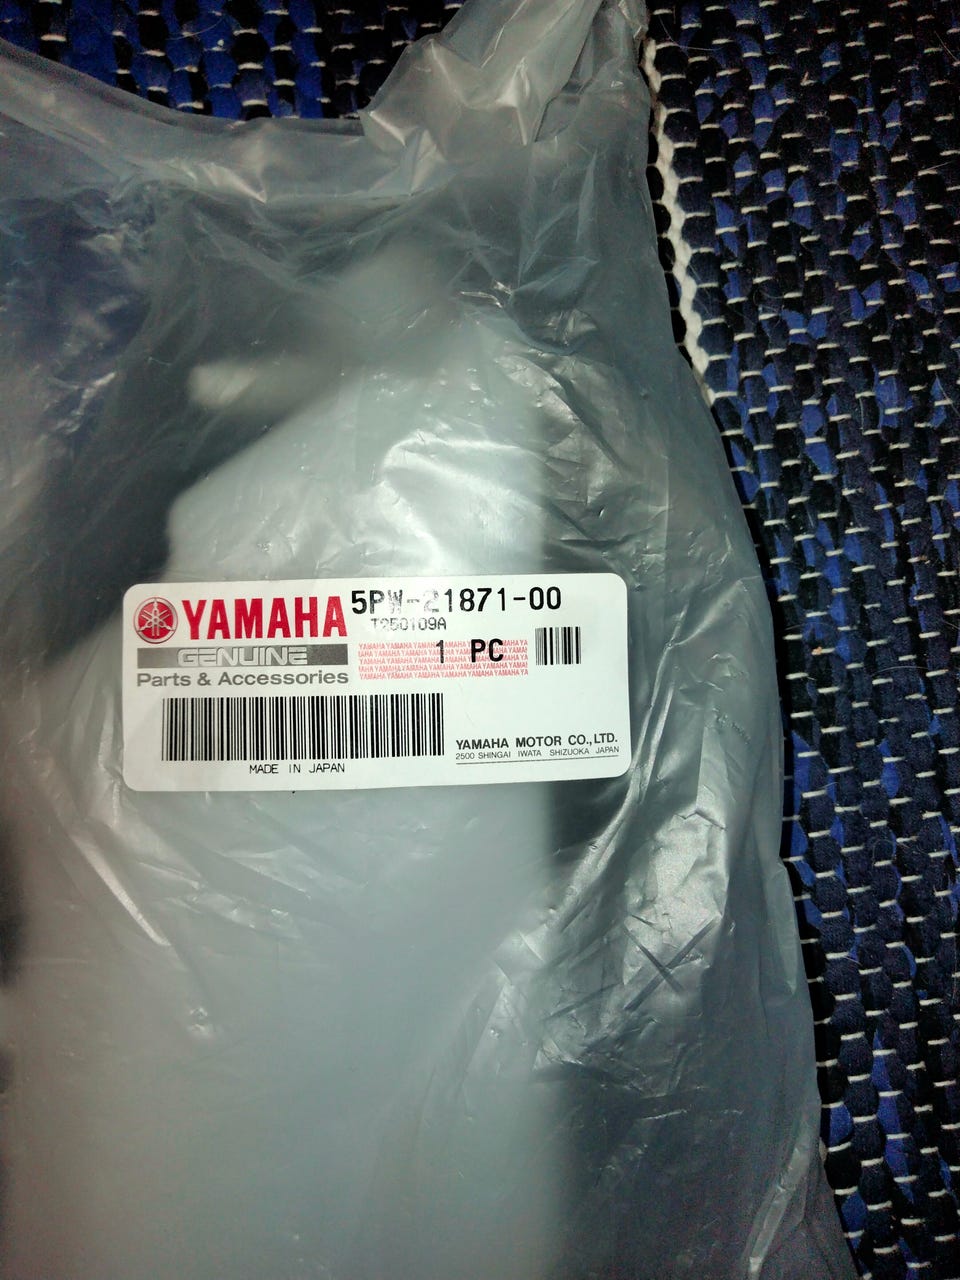 YAMAHA 5PW-21871-00
T250109A
GENUINE
1 PC
Parts & Accessories
YAMAHA MOTOR CO., LTD.
2500 SHINGAI IWATA SHIZUOKA JAPAN
MADE IN JAPAN